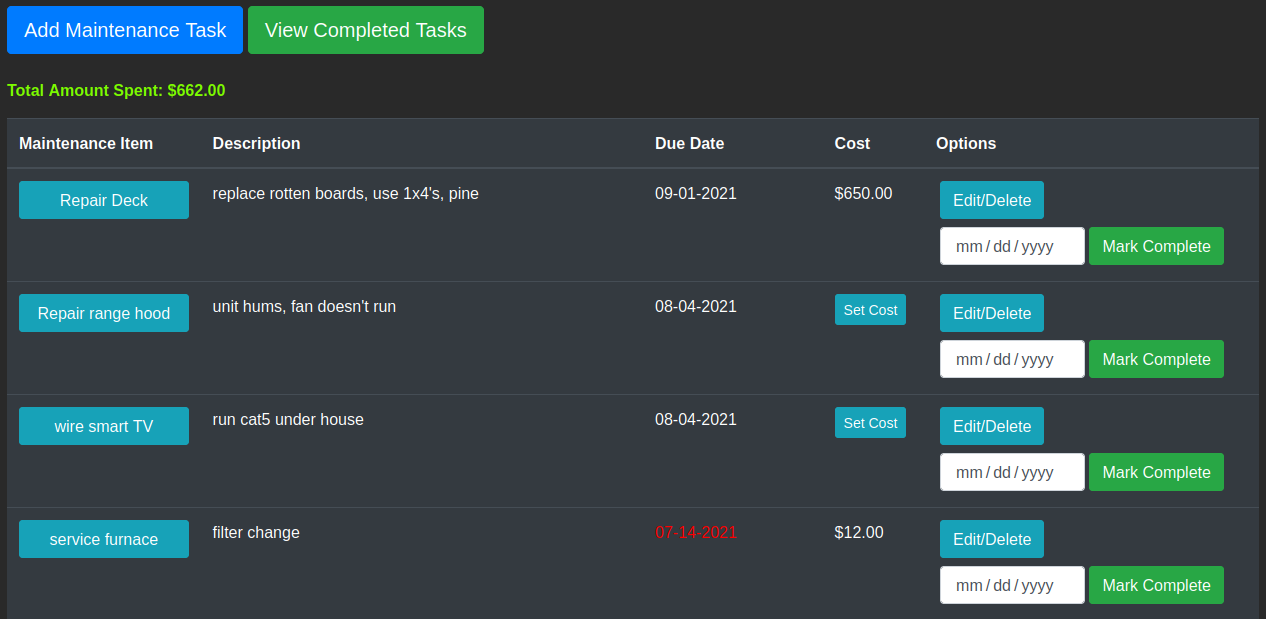 Add Maintenance Task View Completed Tasks
Total Amount Spent: $662.00
Maintenance Item Description Due Date Cost Options
Repair Deck replace rotten boards, use 1x4's, pine 09-01-2021 $650.00 Edit/Delete
mm/dd/yyyy Mark Complete
Repair range hood unit hums, fan doesn't run 08-04-2021 Set Cost Edit/Delete
mm/dd/yyyy Mark Complete
wire smart TV run cat5 under house 08-04-2021 Set Cost Edit/Delete
mm/dd/yyyy Mark Complete
service furnace filter change 07-14-2021 $12.00 Edit/Delete
mm/dd/yyyy Mark Complete